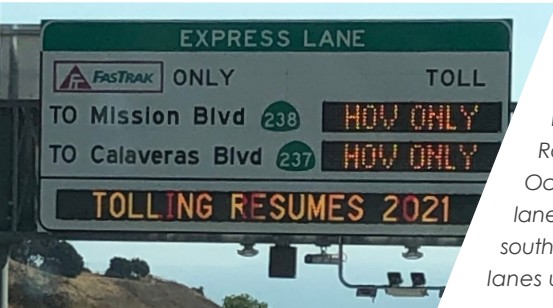 EXPRESS LANE
FASTRAK ONLY TOLL
TO Mission Blvd 238 HOV ONLY
TO Calaveras Blvd 237 HOV ONLY
TOLLING RESUMES 2021
lane
south
lanes